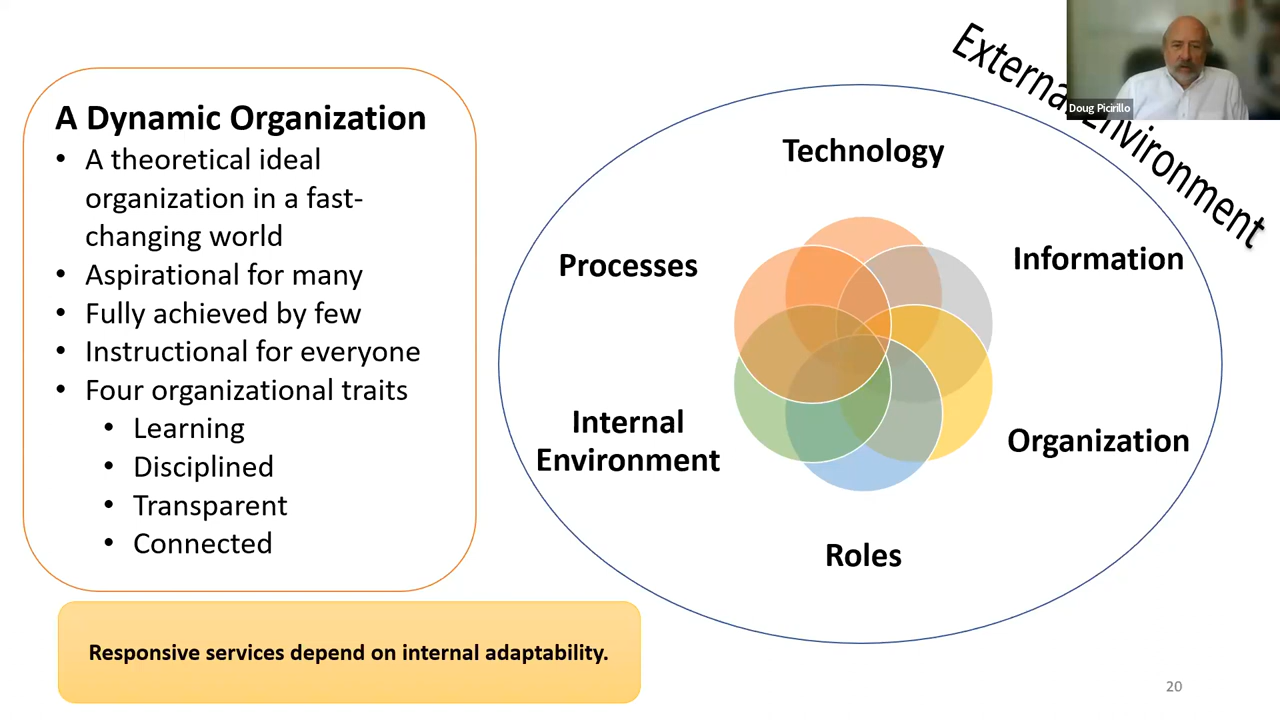 A Dynamic Organization
• A theoretical ideal
organization in a fast-
changing world
• Aspirational for many
• Fully achieved by few
• Instructional for everyone
• Four organizational traits
• Learning
• Disciplined
• Transparent
• Connected
Responsive services depend on internal adaptability.
External Environment
Doug Picirillo
Technology
Processes
Information
Internal
Environment
Organization
Roles
20